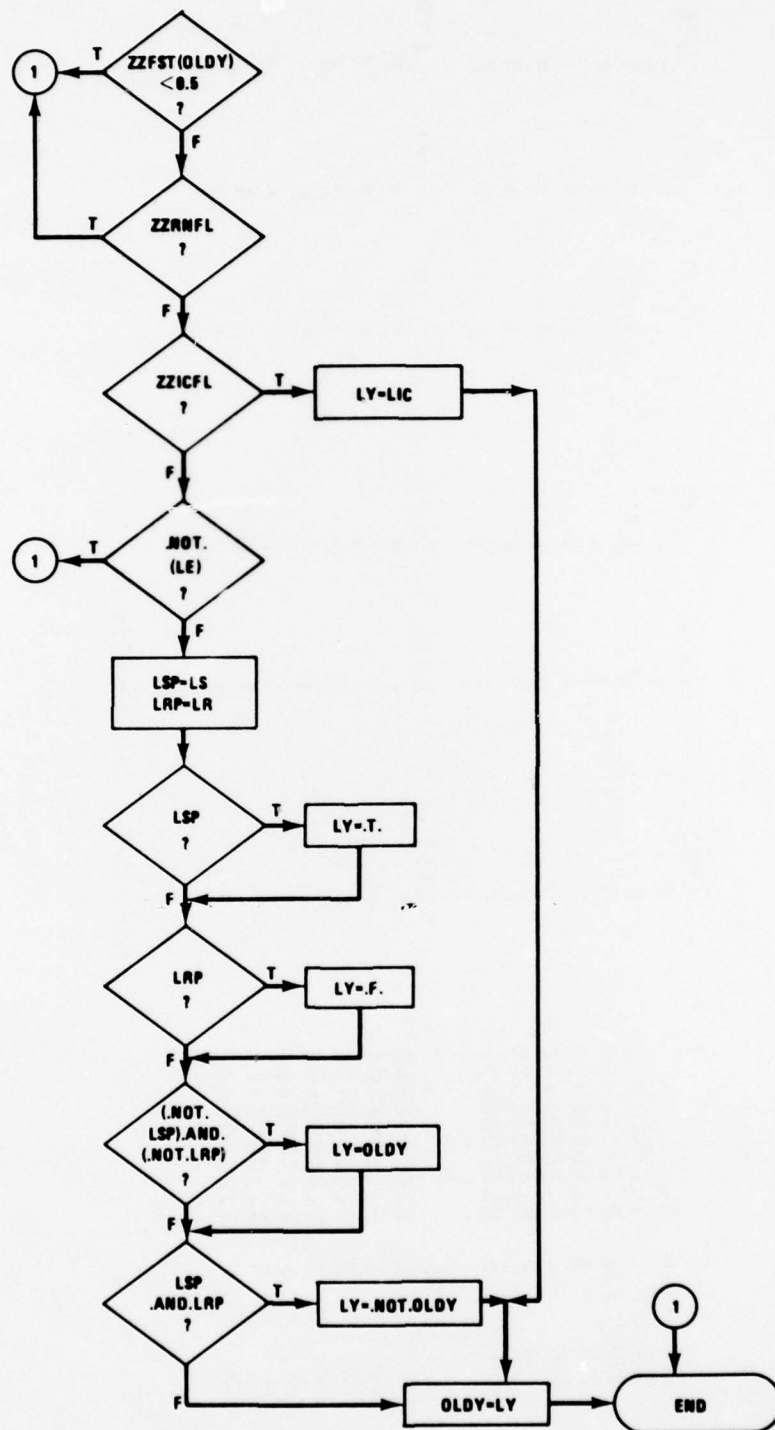 T
1
ZZFST(OLDY)
<0.5
?
F
T
ZZRNFL
?
F
ZZICFL
?
T
LY=LIC
F
1
T
.NOT.
(LE)
?
F
LSP=LS
LRP=LR
LSP
?
T
LY=.T.
F
LRP
?
T
LY=.F.
F
(.NOT.
LSP).AND.
(.NOT.LRP)
?
T
LY=OLDY
F
LSP
.AND.LRP
?
T
LY=.NOT.OLDY
1
F
OLDY=LY
END